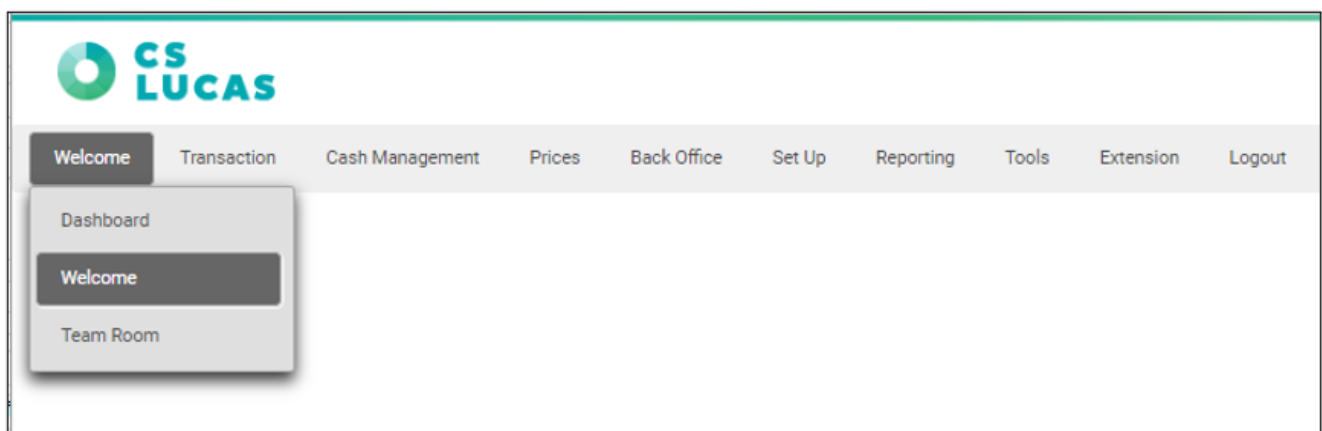 CS
LUCAS
Welcome Transaction Cash Management Prices Back Office Set Up Reporting Tools Extension Logout
Dashboard
Welcome
Team Room